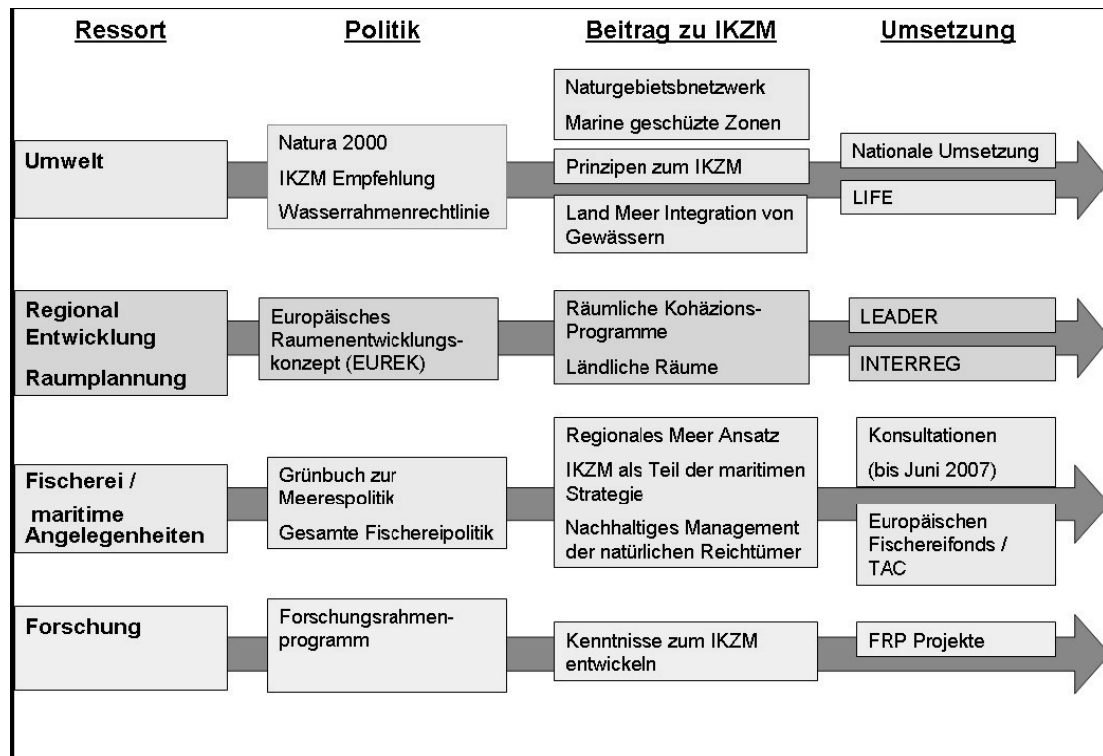 Ressort
Politik
Beitrag zu IKZM
Umsetzung
Umwelt
Natura 2000
IKZM Empfehlung
Wasserrahmenrechtlinie
Naturgebietsbnetzwerk
Marine geschüzte Zonen
Prinzipen zum IKZM
Land Meer Integration von
Gewässern
Nationale Umsetzung
LIFE
Regional
Entwicklung
Raumplannung
Europäisches
Raumenentwicklungs-
konzept (EUREK)
Räumliche Kohäzions-
Programme
Ländliche Räume
LEADER
INTERREG
Fischerei /
maritime
Angelegenheiten
Grünbuch zur
Meerespolitik
Gesamte Fischereipolitik
Regionales Meer Ansatz
IKZM als Teil der maritimen
Strategie
Nachhaltiges Management
der natürlichen Reichtümer
Konsultationen
(bis Juni 2007)
Europäischen
Fischereifonds /
TAC
Forschung
Forschungsrahmen-
programm
Kenntnisse zum IKZM
entwickeln
FRP Projekte